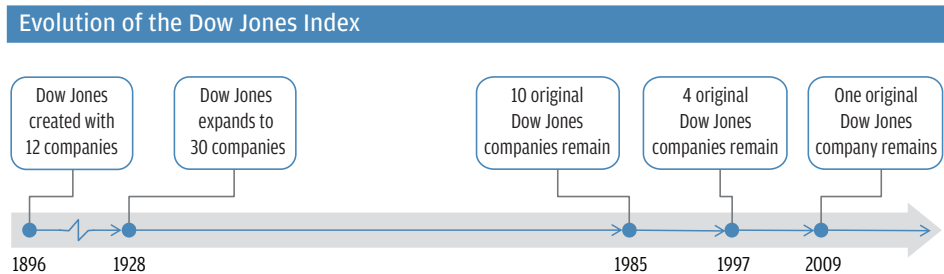 Evolution of the Dow Jones Index
Dow Jones
created with
12 companies
Dow Jones
expands to
30 companies
10 original
Dow Jones
companies remain
4 original
Dow Jones
companies remain
One original
Dow Jones
company remains
1896
1928
1985
1997
2009